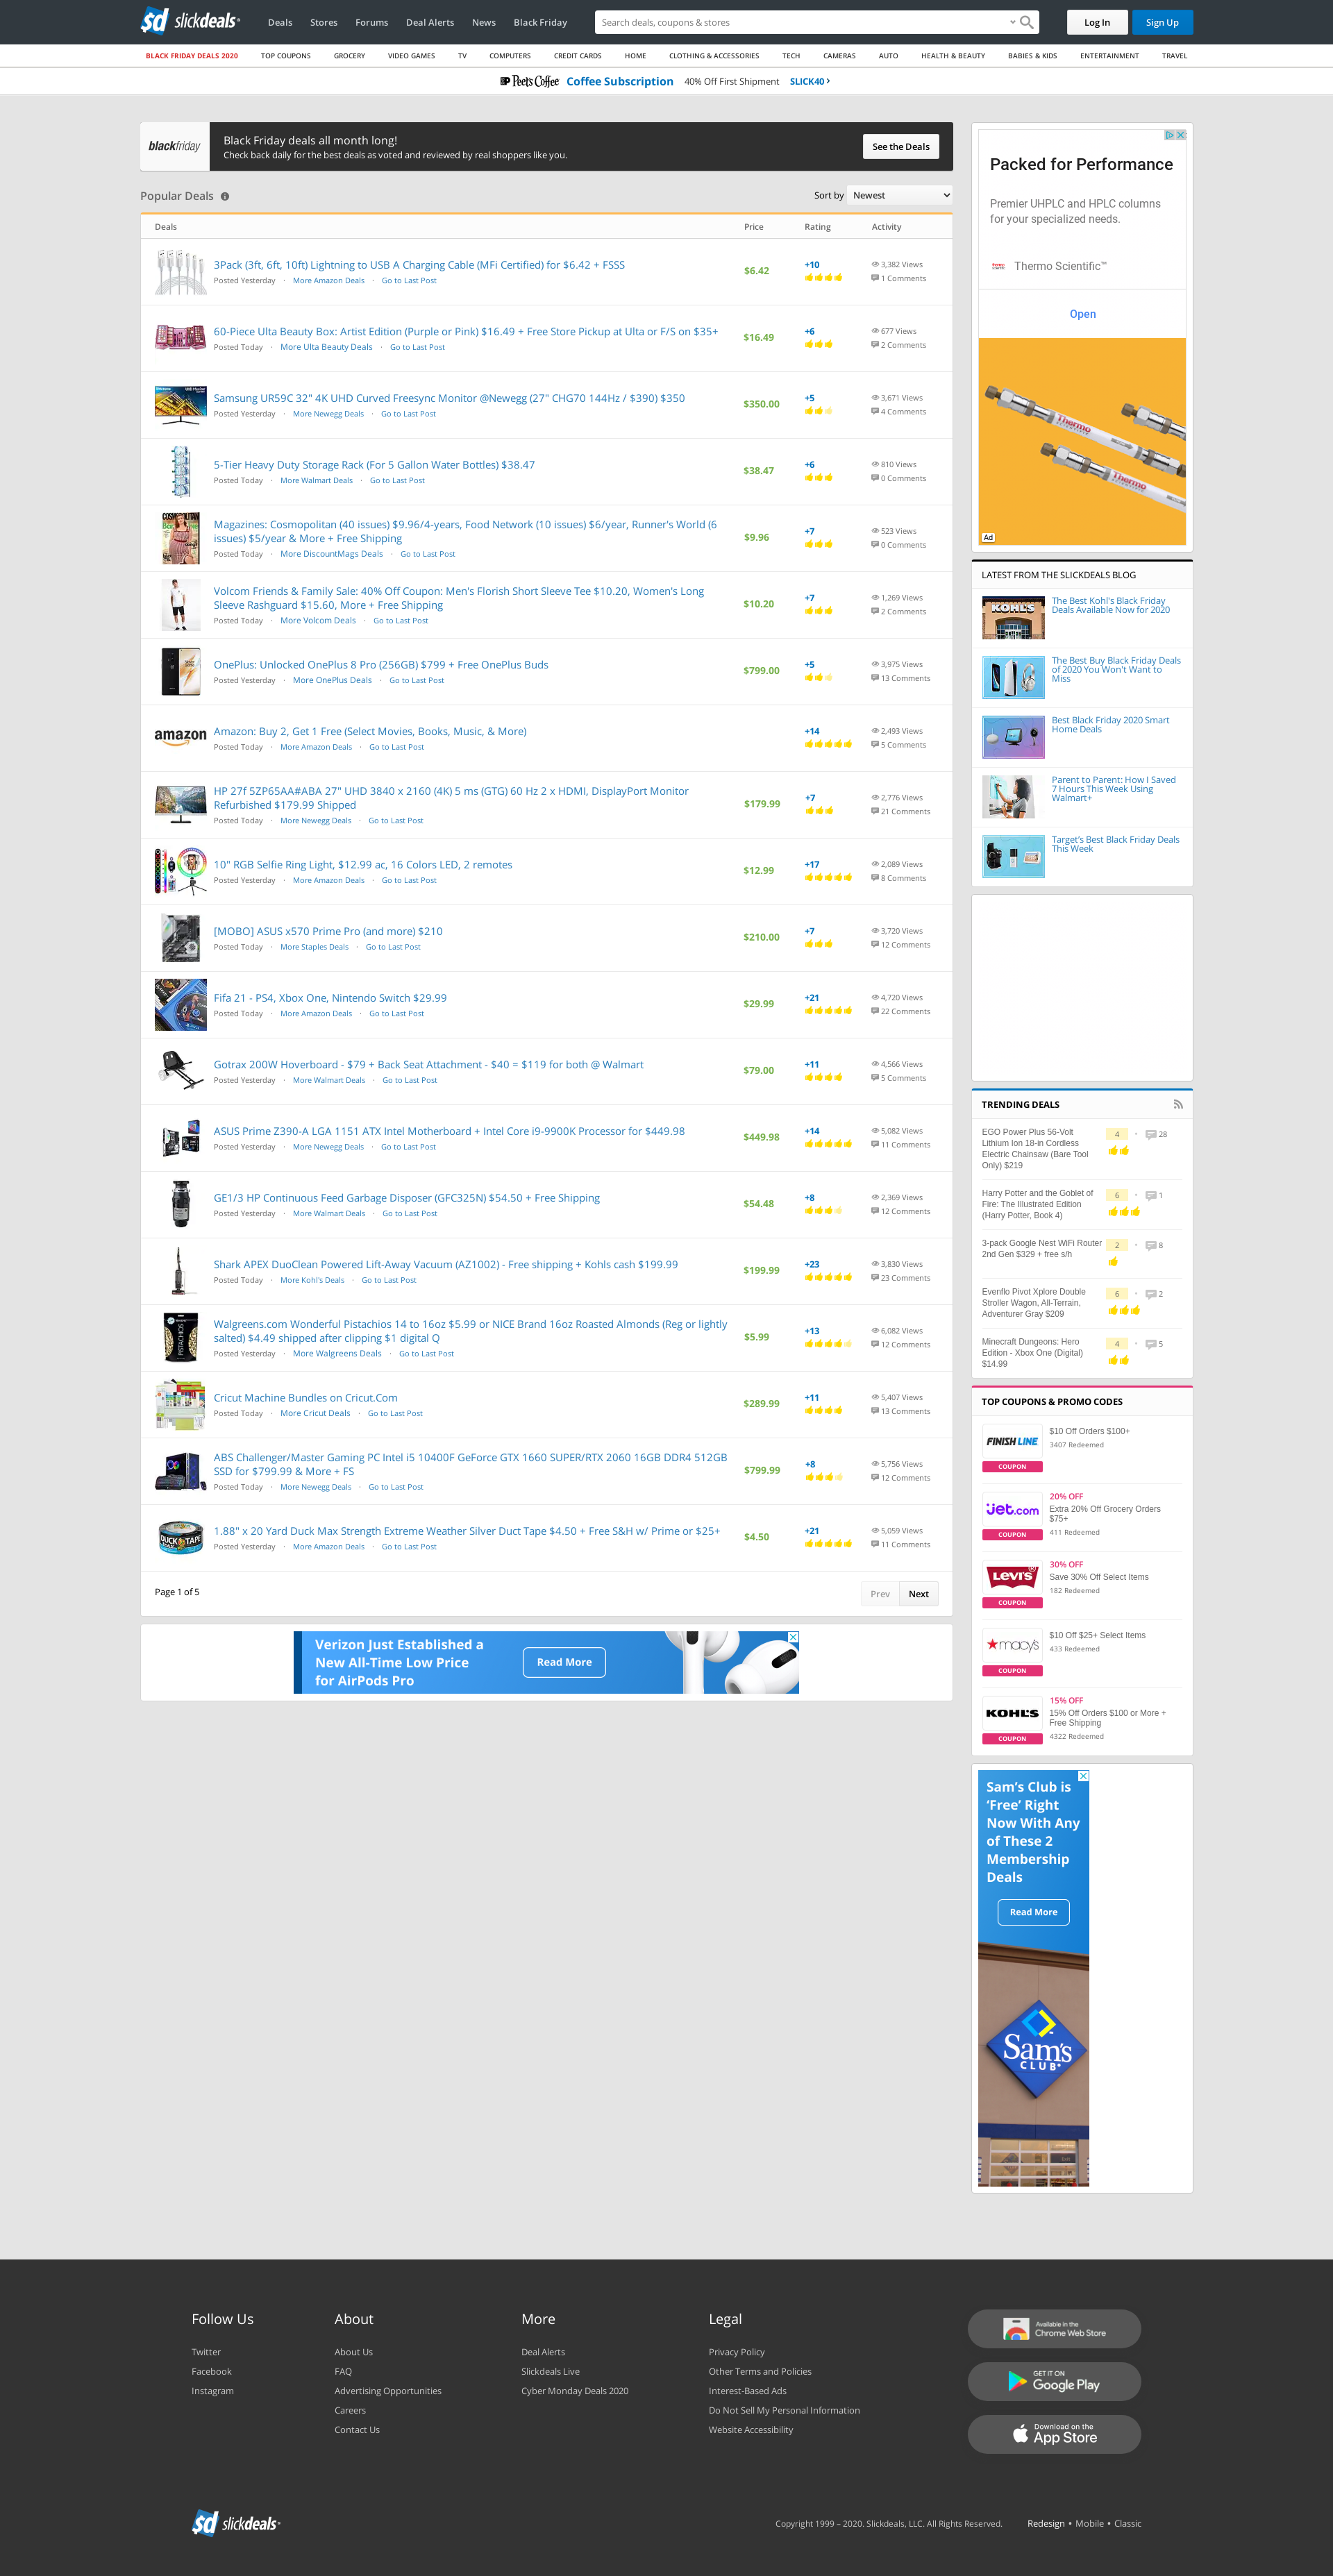 sd slickdeals
Deals Stores Forums Deal Alerts News Black Friday
Search deals, coupons & stores
Log In Sign Up
BLACK FRIDAY DEALS 2020 TOP COUPONS GROCERY VIDEO GAMES TV COMPUTERS CREDIT CARDS HOME CLOTHING & ACCESSORIES TECH CAMERAS AUTO HEALTH & BEAUTY BABIES & KIDS ENTERTAINMENT TRAVEL
Peet's Coffee Coffee Subscription 40% Off First Shipment SLICK40 ›
blackfriday
Black Friday deals all month long!
Check back daily for the best deals as voted and reviewed by real shoppers like you.
See the Deals
Popular Deals
Sort by Newest
Deals Price Rating Activity
3Pack (3ft, 6ft, 10ft) Lightning to USB A Charging Cable (MFi Certified) for $6.42 + FSSS
Posted Yesterday · More Amazon Deals · Go to Last Post
$6.42 +10
3,382 Views
1 Comments
60-Piece Ulta Beauty Box: Artist Edition (Purple or Pink) $16.49 + Free Store Pickup at Ulta or F/S on $35+
Posted Today · More Ulta Beauty Deals · Go to Last Post
$16.49 +6
677 Views
2 Comments
Samsung UR59C 32" 4K UHD Curved Freesync Monitor @Newegg (27" CHG70 144Hz / $390) $350
Posted Yesterday · More Newegg Deals · Go to Last Post
$350.00 +5
3,671 Views
4 Comments
5-Tier Heavy Duty Storage Rack (For 5 Gallon Water Bottles) $38.47
Posted Today · More Walmart Deals · Go to Last Post
$38.47 +6
810 Views
0 Comments
COSMOPOLITAN
Magazines: Cosmopolitan (40 issues) $9.96/4-years, Food Network (10 issues) $6/year, Runner's World (6
issues) $5/year & More + Free Shipping
Posted Today · More DiscountMags Deals · Go to Last Post
$9.96 +7
523 Views
0 Comments
Volcom Friends & Family Sale: 40% Off Coupon: Men's Florish Short Sleeve Tee $10.20, Women's Long
Sleeve Rashguard $15.60, More + Free Shipping
Posted Today · More Volcom Deals · Go to Last Post
$10.20 +7
1,269 Views
2 Comments
OnePlus: Unlocked OnePlus 8 Pro (256GB) $799 + Free OnePlus Buds
Posted Yesterday · More OnePlus Deals · Go to Last Post
$799.00 +5
3,975 Views
13 Comments
amazon
Amazon: Buy 2, Get 1 Free (Select Movies, Books, Music, & More)
Posted Today · More Amazon Deals · Go to Last Post
+14
2,493 Views
5 Comments
HP 27f 5ZP65AA#ABA 27" UHD 3840 x 2160 (4K) 5 ms (GTG) 60 Hz 2 x HDMI, DisplayPort Monitor
Refurbished $179.99 Shipped
Posted Today · More Newegg Deals · Go to Last Post
$179.99 +7
2,776 Views
21 Comments
10" RGB Selfie Ring Light, $12.99 ac, 16 Colors LED, 2 remotes
Posted Yesterday · More Amazon Deals · Go to Last Post
$12.99 +17
2,089 Views
8 Comments
[MOBO] ASUS x570 Prime Pro (and more) $210
Posted Today · More Staples Deals · Go to Last Post
$210.00 +7
3,720 Views
12 Comments
Fifa 21 - PS4, Xbox One, Nintendo Switch $29.99
Posted Today · More Amazon Deals · Go to Last Post
$29.99 +21
4,720 Views
22 Comments
Gotrax 200W Hoverboard - $79 + Back Seat Attachment - $40 = $119 for both @ Walmart
Posted Yesterday · More Walmart Deals · Go to Last Post
$79.00 +11
4,566 Views
5 Comments
ASUS Prime Z390-A LGA 1151 ATX Intel Motherboard + Intel Core i9-9900K Processor for $449.98
Posted Yesterday · More Newegg Deals · Go to Last Post
$449.98 +14
5,082 Views
11 Comments
GE1/3 HP Continuous Feed Garbage Disposer (GFC325N) $54.50 + Free Shipping
Posted Yesterday · More Walmart Deals · Go to Last Post
$54.48 +8
2,369 Views
12 Comments
Shark APEX DuoClean Powered Lift-Away Vacuum (AZ1002) - Free shipping + Kohls cash $199.99
Posted Today · More Kohl's Deals · Go to Last Post
$199.99 +23
3,830 Views
23 Comments
PISTACHIOS
Walgreens.com Wonderful Pistachios 14 to 16oz $5.99 or NICE Brand 16oz Roasted Almonds (Reg or lightly
salted) $4.49 shipped after clipping $1 digital Q
Posted Yesterday · More Walgreens Deals · Go to Last Post
$5.99 +13
6,082 Views
12 Comments
Cricut Machine Bundles on Cricut.Com
Posted Today · More Cricut Deals · Go to Last Post
$289.99 +11
5,407 Views
13 Comments
ABS Challenger/Master Gaming PC Intel i5 10400F GeForce GTX 1660 SUPER/RTX 2060 16GB DDR4 512GB
SSD for $799.99 & More + FS
Posted Today · More Newegg Deals · Go to Last Post
$799.99 +8
5,756 Views
12 Comments
DUCK TAPE
1.88" x 20 Yard Duck Max Strength Extreme Weather Silver Duct Tape $4.50 + Free S&H w/ Prime or $25+
Posted Yesterday · More Amazon Deals · Go to Last Post
$4.50 +21
5,059 Views
11 Comments
Page 1 of 5
Prev Next
Verizon Just Established a
New All-Time Low Price
for AirPods Pro
Read More
Packed for Performance
Premier UHPLC and HPLC columns
for your specialized needs.
Thermo Scientific™
Open
Thermo
Thermo
Thermo
Ad
LATEST FROM THE SLICKDEALS BLOG
KOHL'S
The Best Kohl's Black Friday
Deals Available Now for 2020
The Best Buy Black Friday Deals
of 2020 You Won't Want to
Miss
Best Black Friday 2020 Smart
Home Deals
Parent to Parent: How I Saved
7 Hours This Week Using
Walmart+
Target's Best Black Friday Deals
This Week
TRENDING DEALS
EGO Power Plus 56-Volt
Lithium Ion 18-in Cordless
Electric Chainsaw (Bare Tool
Only) $219
4 • 28
Harry Potter and the Goblet of
Fire: The Illustrated Edition
(Harry Potter, Book 4)
6 • 1
3-pack Google Nest WiFi Router
2nd Gen $329 + free s/h
2 • 8
Evenflo Pivot Xplore Double
Stroller Wagon, All-Terrain,
Adventurer Gray $209
6 • 2
Minecraft Dungeons: Hero
Edition - Xbox One (Digital)
$14.99
4 • 5
TOP COUPONS & PROMO CODES
FINISH LINE
COUPON
$10 Off Orders $100+
3407 Redeemed
jet.com
COUPON
20% OFF
Extra 20% Off Grocery Orders
$75+
411 Redeemed
LEVI'S
COUPON
30% OFF
Save 30% Off Select Items
182 Redeemed
macy's
COUPON
$10 Off $25+ Select Items
433 Redeemed
KOHL'S
COUPON
15% OFF
15% Off Orders $100 or More +
Free Shipping
4322 Redeemed
Sam's Club is
‘Free’ Right
Now With Any
of These 2
Membership
Deals
Read More
Sam's
CLUB
Follow Us
Twitter
Facebook
Instagram
About
About Us
FAQ
Advertising Opportunities
Careers
Contact Us
More
Deal Alerts
Slickdeals Live
Cyber Monday Deals 2020
Legal
Privacy Policy
Other Terms and Policies
Interest-Based Ads
Do Not Sell My Personal Information
Website Accessibility
Available in the
Chrome Web Store
GET IT ON
Google Play
Download on the
App Store
sd slickdeals
Copyright 1999 – 2020. Slickdeals, LLC. All Rights Reserved.
Redesign • Mobile • Classic